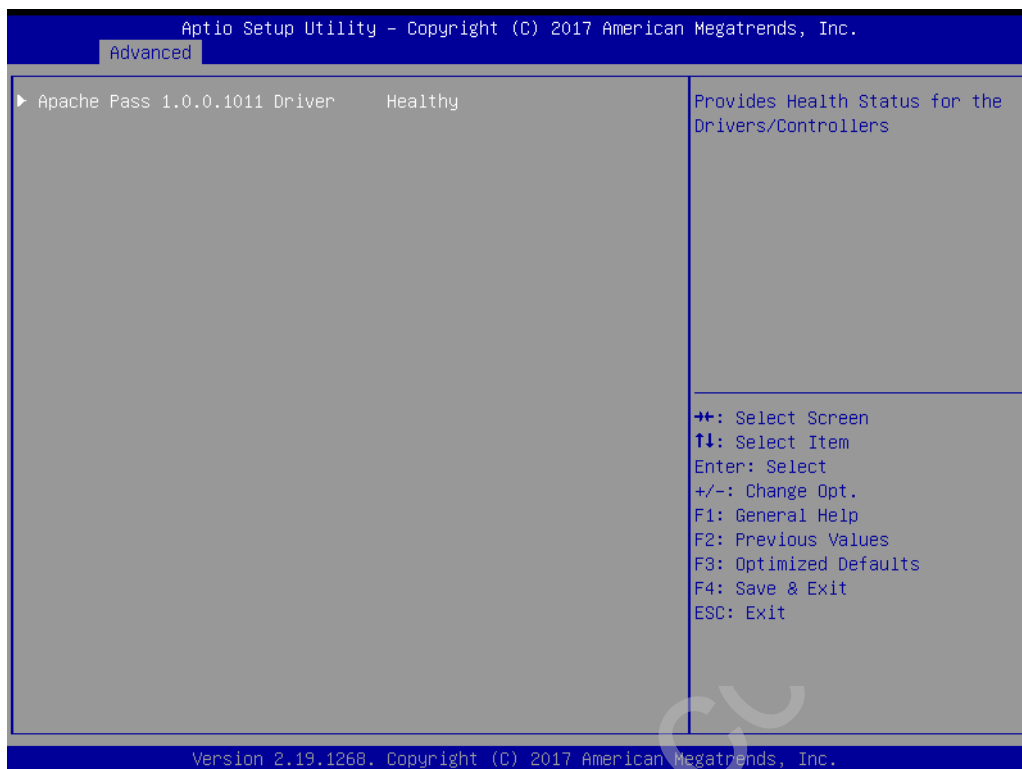 Aptio Setup Utility – Copyright (C) 2017 American Megatrends, Inc.
Advanced
▶ Apache Pass 1.0.0.1011 Driver Healthy
Provides Health Status for the
Drivers/Controllers
→←: Select Screen
↑↓: Select Item
Enter: Select
+/-: Change Opt.
F1: General Help
F2: Previous Values
F3: Optimized Defaults
F4: Save & Exit
ESC: Exit
Version 2.19.1268. Copyright (C) 2017 American Megatrends, Inc.